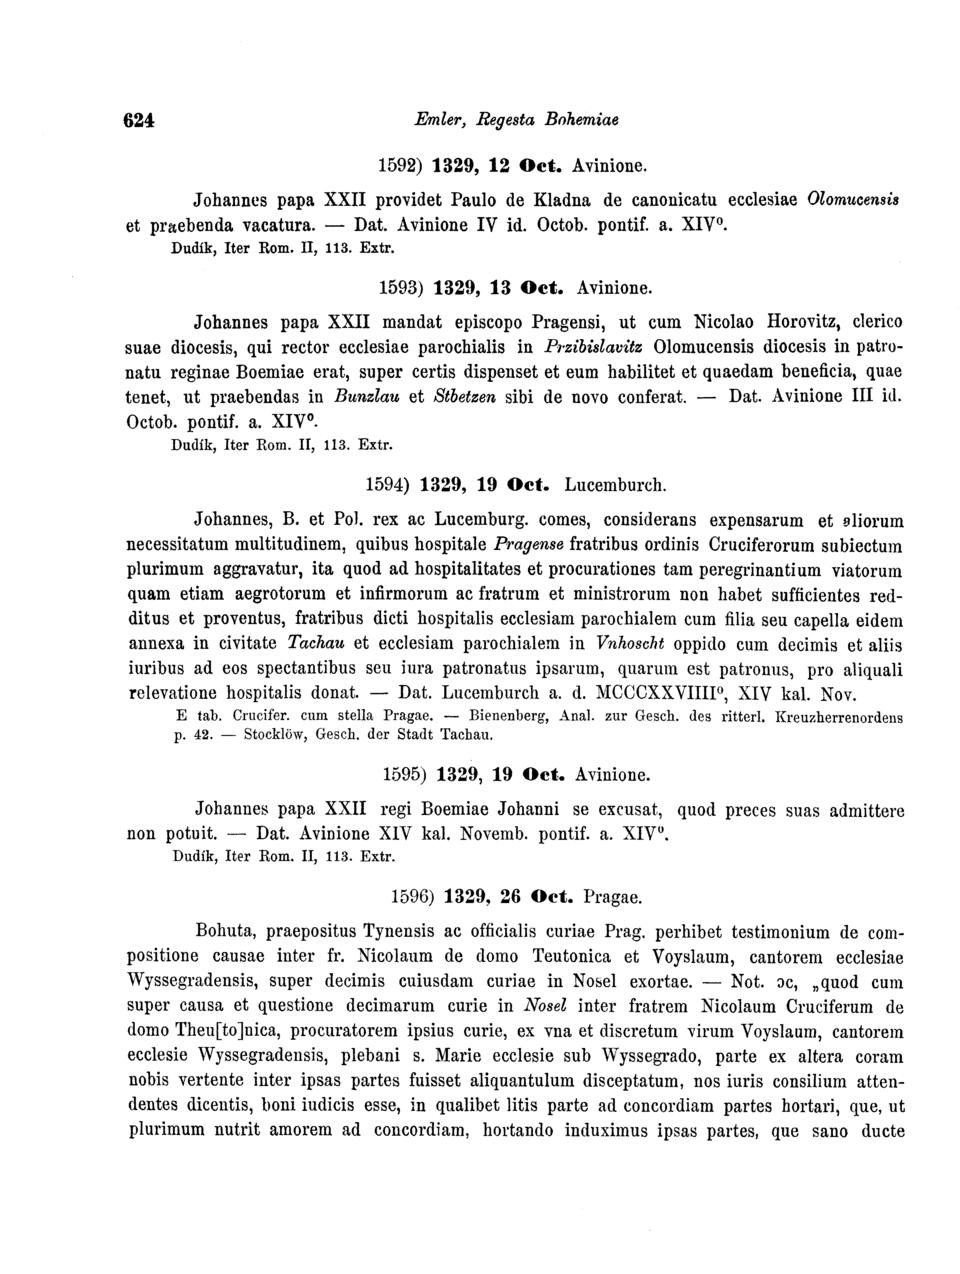 624 Emler, Regesta Bohemiae
1592) 1329, 12 Oct. Avinione.
Johannes papa XXII providet Paulo de Kladna de canonicatu ecclesiae Olomucensis
et praebenda vacatura. — Dat. Avinione IV id. Octob. pontif. a. XIV⁰.
Dudík, Iter Rom. II, 113. Extr.
1593) 1329, 13 Oct. Avinione.
Johannes papa XXII mandat episcopo Pragensi, ut cum Nicolao Horovitz, clerico
suae diocesis, qui rector ecclesiae parochialis in Przibislavitz Olomucensis diocesis in patro-
natu reginae Boemiae erat, super certis dispenset et eum habilitet et quaedam beneficia, quae
tenet, ut praebendas in Bunzlau et Stbetzen sibi de novo conferat. — Dat. Avinione III id.
Octob. pontif. a. XIV⁰.
Dudík, Iter Rom. II, 113. Extr.
1594) 1329, 19 Oct. Lucemburch.
Johannes, B. et Pol. rex ac Lucemburg. comes, considerans expensarum et aliorum
necessitatum multitudinem, quibus hospitale Pragense fratribus ordinis Cruciferorum subiectum
plurimum aggravatur, ita quod ad hospitalitates et procurationes tam peregrinantium viatorum
quam etiam aegrotorum et infirmorum ac fratrum et ministrorum non habet sufficientes red-
ditus et proventus, fratribus dicti hospitalis ecclesiam parochialem cum filia seu capella eidem
annexa in civitate Tachau et ecclesiam parochialem in Vnhoscht oppido cum decimis et aliis
iuribus ad eos spectantibus seu iura patronatus ipsarum, quarum est patronus, pro aliquali
relevatione hospitalis donat. — Dat. Lucemburch a. d. MCCCXXVIIII⁰, XIV kal. Nov.
E tab. Crucifer. cum stella Pragae. — Bienenberg, Anal. zur Gesch. des ritterl. Kreuzherrenordens
p. 42. — Stocklöw, Gesch. der Stadt Tachau.
1595) 1329, 19 Oct. Avinione.
Johannes papa XXII regi Boemiae Johanni se excusat, quod preces suas admittere
non potuit. — Dat. Avinione XIV kal. Novemb. pontif. a. XIV⁰.
Dudík, Iter Rom. II, 113. Extr.
1596) 1329, 26 Oct. Pragae.
Bohuta, praepositus Tynensis ac officialis curiae Prag. perhibet testimonium de com-
positione causae inter fr. Nicolaum de domo Teutonica et Voyslaum, cantorem ecclesiae
Wyssegradensis, super decimis cuiusdam curiae in Nosel exortae. — Not. ɔc, „quod cum
super causa et questione decimarum curie in Nosel inter fratrem Nicolaum Cruciferum de
domo Theu[to]nica, procuratorem ipsius curie, ex vna et discretum virum Voyslaum, cantorem
ecclesie Wyssegradensis, plebani s. Marie ecclesie sub Wyssegrado, parte ex altera coram
nobis vertente inter ipsas partes fuisset aliquantulum disceptatum, nos iuris consilium atten-
dentes dicentis, boni iudicis esse, in qualibet litis parte ad concordiam partes hortari, que, ut
plurimum nutrit amorem ad concordiam, hortando induximus ipsas partes, que sano ducte